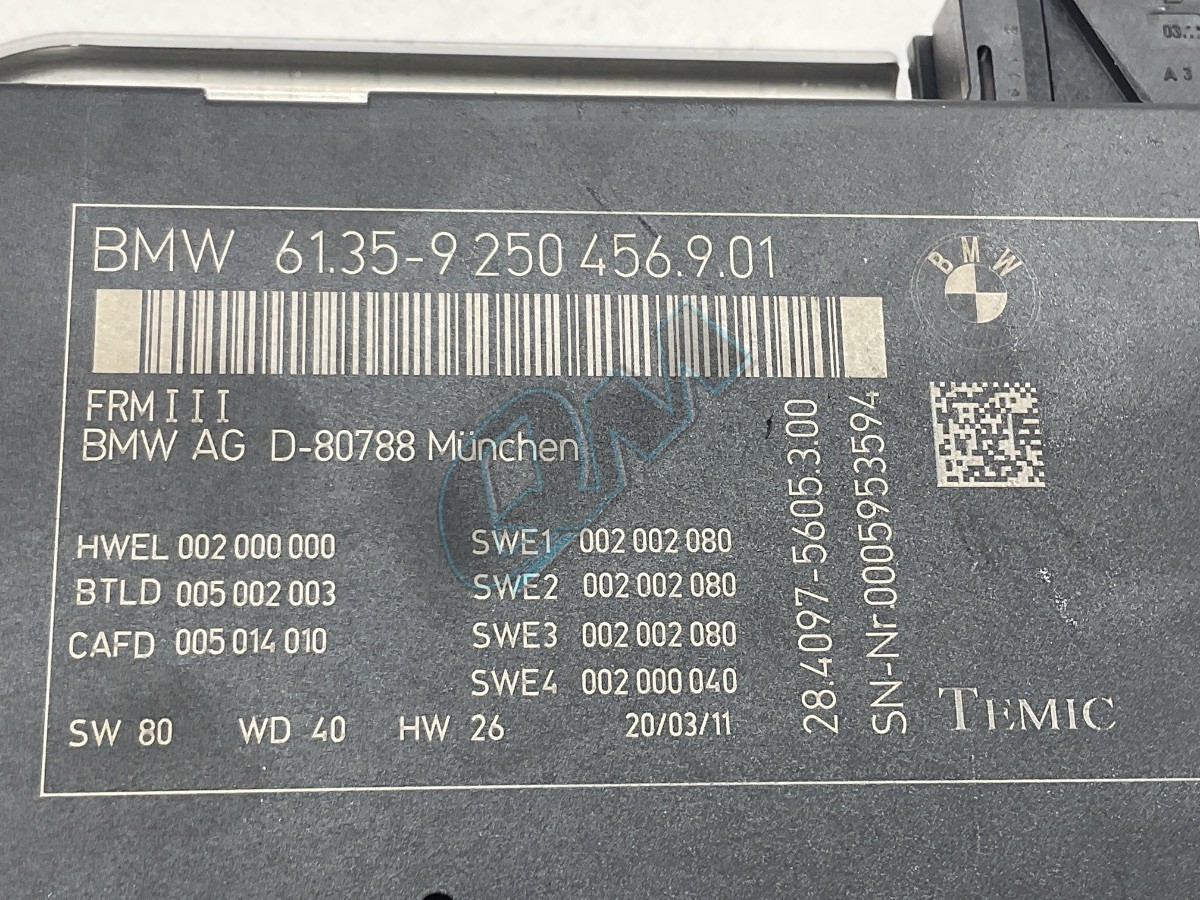 BMW 61.35-9 250 456.9.01
BMW
FRM I I I
BMW AG D-80788 München
HWEL 002 000 000
BTLD 005 002 003
CAFD 005 014 010
SW 80 WD 40 HW 26
SWE1 002 002 080
SWE2 002 002 080
SWE3 002 002 080
SWE4 002 000 040
20/03/11
28.4097-5605.3.00
SN-Nr.0005953594
TEMIC
QM
A 3